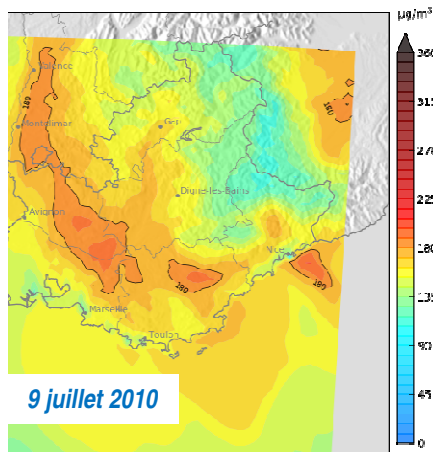 µg/m³
360
315
270
225
180
135
90
45
0
Valence
180
180
Montélimar
Gap
Digne-les-Bains
Avignon
Nice
180
180
Marseille
Toulon
9 juillet 2010